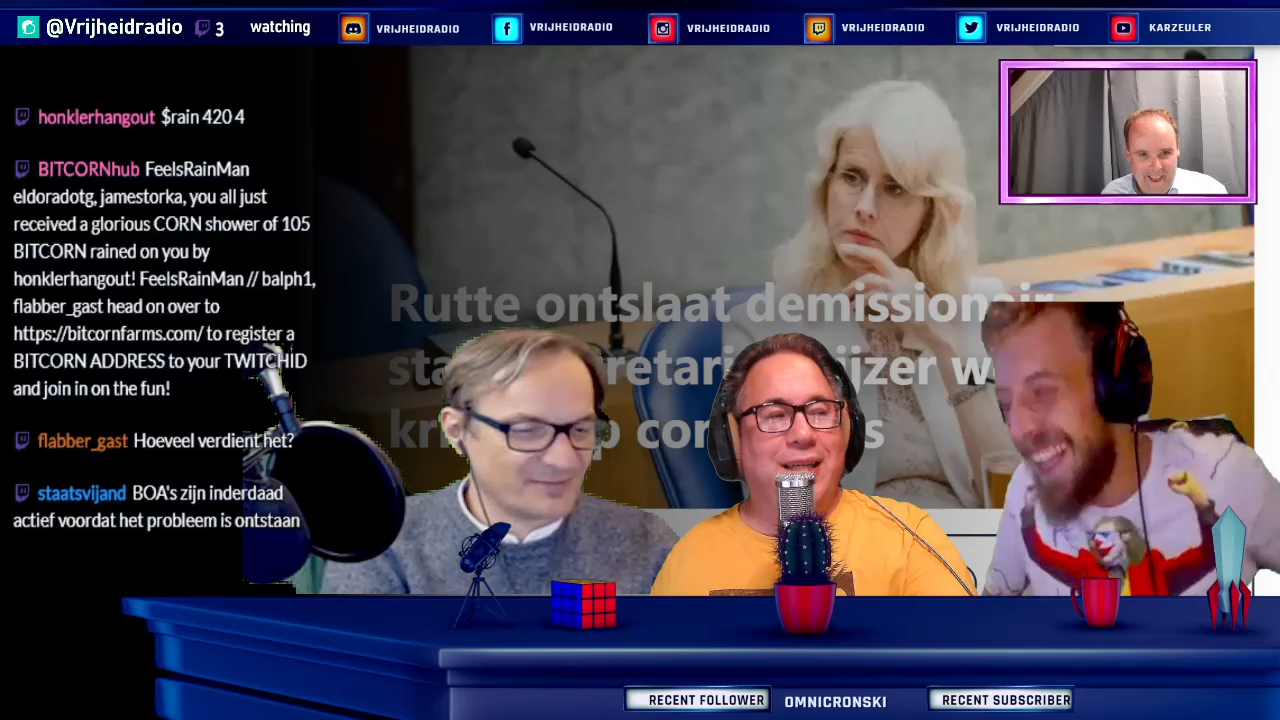 @Vrijheidradio 3 watching VRIJHEIDRADIO VRIJHEIDRADIO VRIJHEIDRADIO VRIJHEIDRADIO VRIJHEIDRADIO KARZEULER
honklerhangout $rain 420 4
BITCORNhub FeelsRainMan
eldoradotg, jamestorka, you all just
received a glorious CORN shower of 105
BITCORN rained on you by
honklerhangout! FeelsRainMan // balph1,
flabber_gast head on over to
https://bitcornfarms.com/ to register a
BITCORN ADDRESS to your TWITCHID
and join in on the fun!
flabber_gast Hoeveel verdient het?
staatsvijand BOA's zijn inderdaad
actief voordat het probleem is ontstaan
Rutte ontslaat demissionair
RECENT FOLLOWER OMNICRONSKI RECENT SUBSCRIBER